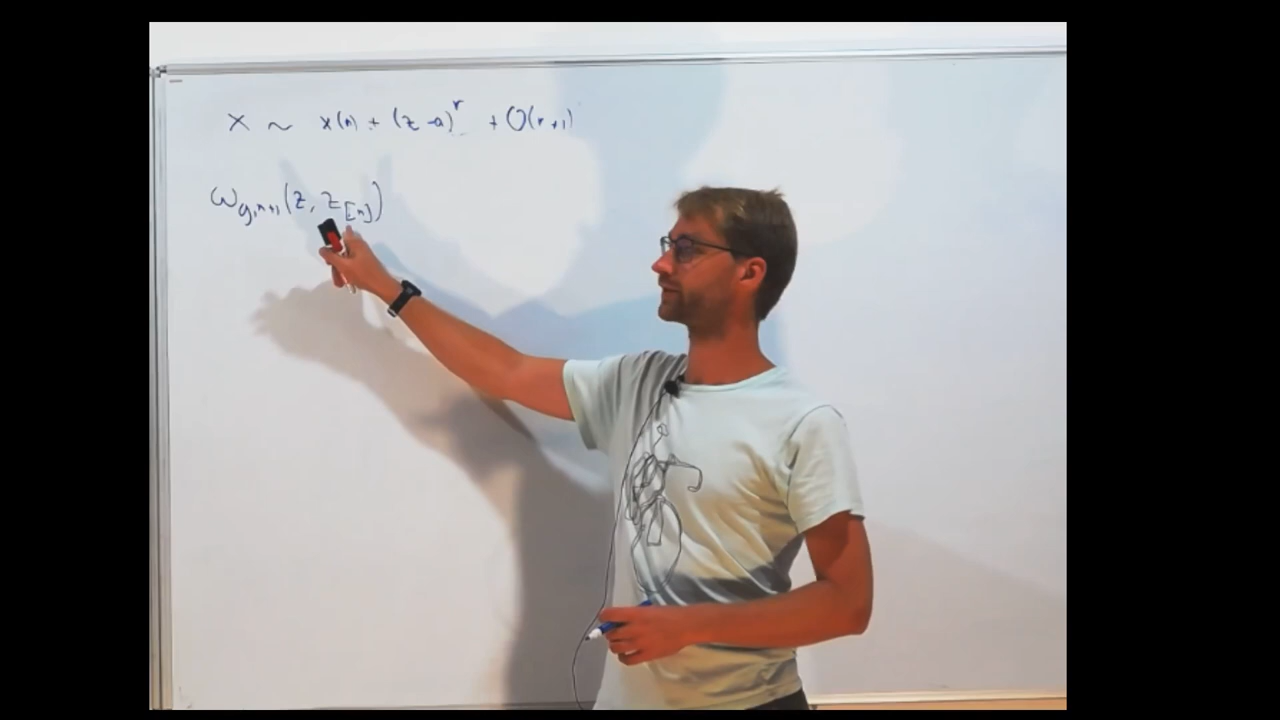 x ~ x(a) + (z-a)^r + O(r+1)
ω_{g,n+1}(z, z_{[n]})